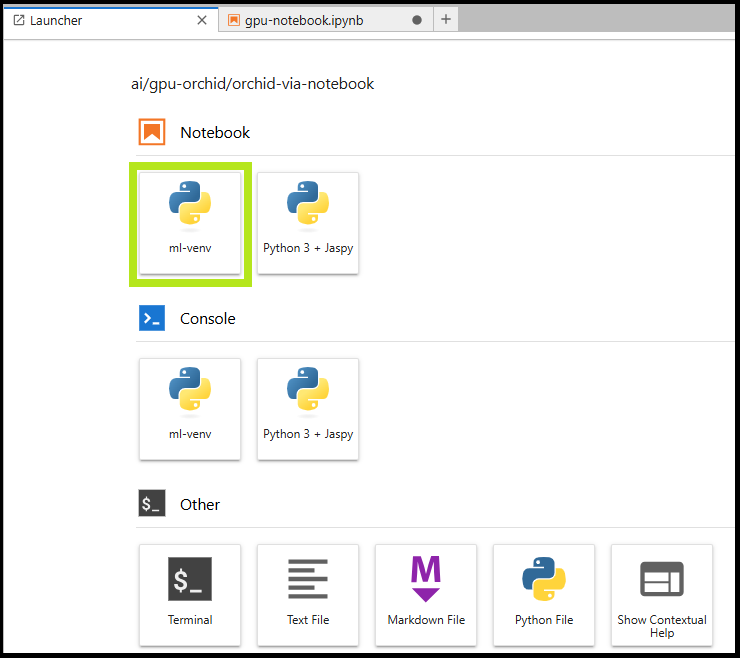 Launcher
gpu-notebook.ipynb
ai/gpu-orchid/orchid-via-notebook
Notebook
ml-venv
Python 3 + Jaspy
Console
ml-venv
Python 3 + Jaspy
$_ Other
$_
M
Terminal
Text File
Markdown File
Python File
Show Contextual
Help